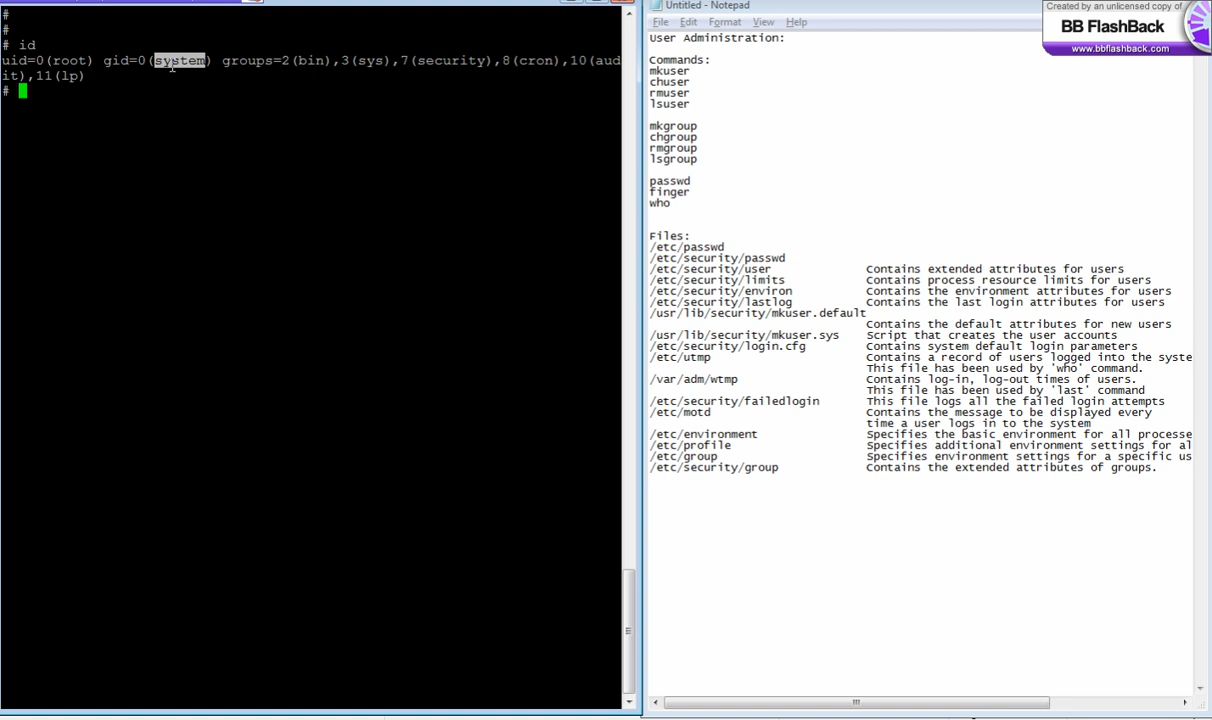 #
#
# id
uid=0(root) gid=0(system) groups=2(bin),3(sys),7(security),8(cron),10(aud
it),11(lp)
#
Untitled - Notepad
File Edit Format View Help
User Administration:
Commands:
mkuser
chuser
rmuser
lsuser
mkgroup
chgroup
rmgroup
lsgroup
passwd
finger
who
Files:
/etc/passwd
/etc/security/passwd
/etc/security/user Contains extended attributes for users
/etc/security/limits Contains process resource limits for users
/etc/security/environ Contains the environment attributes for users
/etc/security/lastlog Contains the last login attributes for users
/usr/lib/security/mkuser.default
Contains the default attributes for new users
/usr/lib/security/mkuser.sys Script that creates the user accounts
/etc/security/login.cfg Contains system default login parameters
/etc/utmp Contains a record of users logged into the syste
This file has been used by 'who' command.
/var/adm/wtmp Contains log-in, log-out times of users.
This file has been used by 'last' command
/etc/security/failedlogin This file logs all the failed login attempts
/etc/motd Contains the message to be displayed every
time a user logs in to the system
/etc/environment Specifies the basic environment for all processe
/etc/profile Specifies additional environment settings for al
/etc/group Specifies environment settings for a specific us
/etc/security/group Contains the extended attributes of groups.
Created by an unlicensed copy of
BB FlashBack
www.bbflashback.com